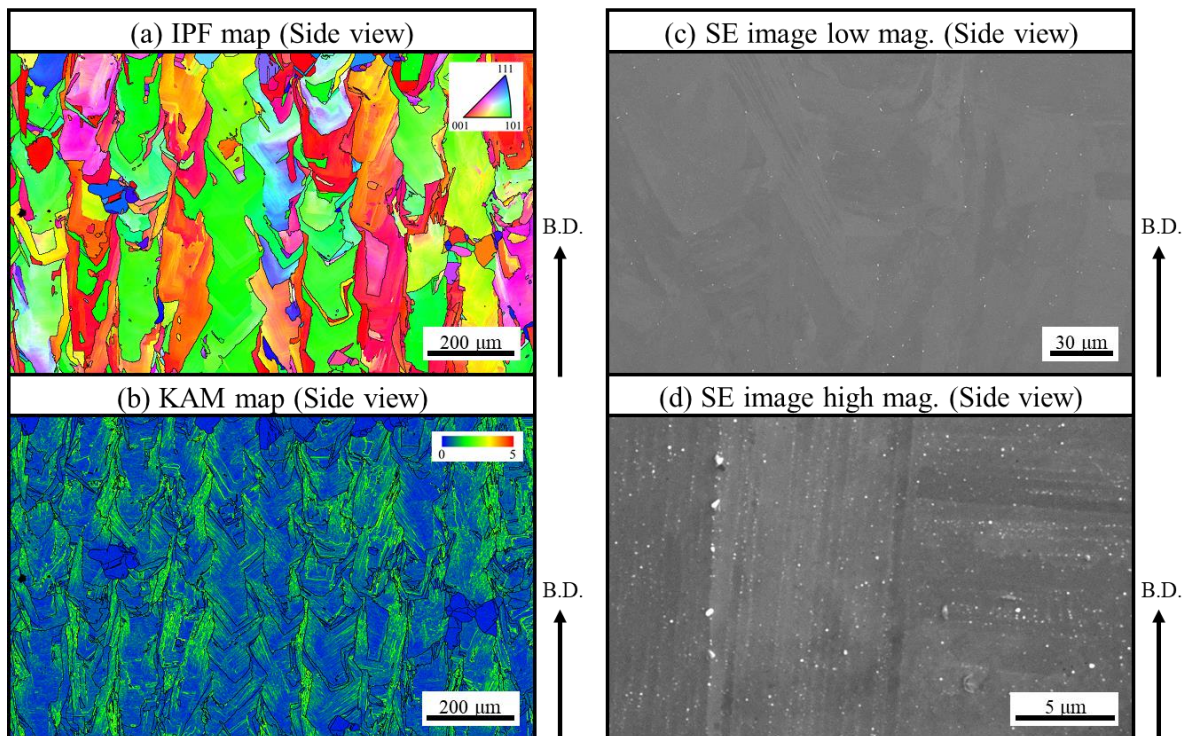 (a) IPF map (Side view)
111
001
101
200 μm
B.D.
(b) KAM map (Side view)
0
5
200 μm
B.D.
(c) SE image low mag. (Side view)
30 μm
B.D.
(d) SE image high mag. (Side view)
5 μm
B.D.